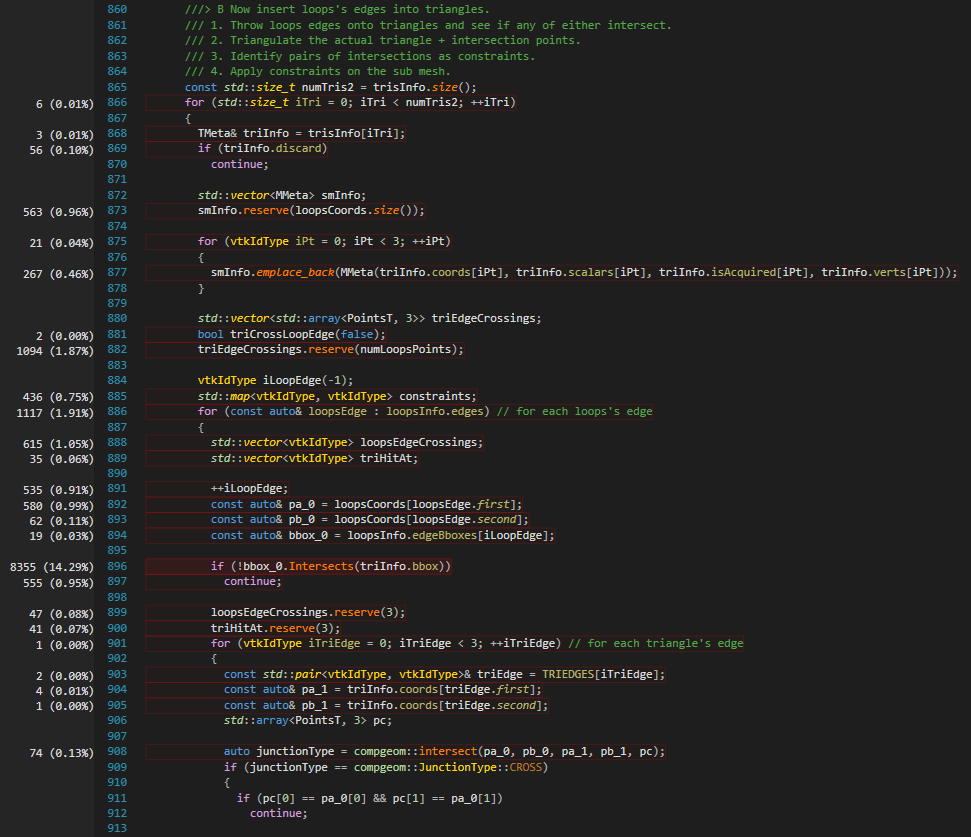 860 ///> B Now insert loops's edges into triangles.
861 /// 1. Throw loops edges onto triangles and see if any of either intersect.
862 /// 2. Triangulate the actual triangle + intersection points.
863 /// 3. Identify pairs of intersections as constraints.
864 /// 4. Apply constraints on the sub mesh.
865 const std::size_t numTris2 = trisInfo.size();
6 (0.01%) 866 for (std::size_t iTri = 0; iTri < numTris2; ++iTri)
867 {
3 (0.01%) 868 TMeta& triInfo = trisInfo[iTri];
56 (0.10%) 869 if (triInfo.discard)
870 continue;
871
872 std::vector<MMeta> smInfo;
563 (0.96%) 873 smInfo.reserve(loopsCoords.size());
874
21 (0.04%) 875 for (vtkIdType iPt = 0; iPt < 3; ++iPt)
876 {
267 (0.46%) 877 smInfo.emplace_back(MMeta(triInfo.coords[iPt], triInfo.scalars[iPt], triInfo.isAcquired[iPt], triInfo.verts[iPt]));
878 }
879
880 std::vector<std::array<PointsT, 3>> triEdgeCrossings;
2 (0.00%) 881 bool triCrossLoopEdge(false);
1094 (1.87%) 882 triEdgeCrossings.reserve(numLoopsPoints);
883
884 vtkIdType iLoopEdge(-1);
436 (0.75%) 885 std::map<vtkIdType, vtkIdType> constraints;
1117 (1.91%) 886 for (const auto& loopsEdge : loopsInfo.edges) // for each loops's edge
887 {
615 (1.05%) 888 std::vector<vtkIdType> loopsEdgeCrossings;
35 (0.06%) 889 std::vector<vtkIdType> triHitAt;
890
535 (0.91%) 891 ++iLoopEdge;
580 (0.99%) 892 const auto& pa_0 = loopsCoords[loopsEdge.first];
62 (0.11%) 893 const auto& pb_0 = loopsCoords[loopsEdge.second];
19 (0.03%) 894 const auto& bbox_0 = loopsInfo.edgeBboxes[iLoopEdge];
895
8355 (14.29%) 896 if (!bbox_0.Intersects(triInfo.bbox))
555 (0.95%) 897 continue;
898
47 (0.08%) 899 loopsEdgeCrossings.reserve(3);
41 (0.07%) 900 triHitAt.reserve(3);
1 (0.00%) 901 for (vtkIdType iTriEdge = 0; iTriEdge < 3; ++iTriEdge) // for each triangle's edge
902 {
2 (0.00%) 903 const std::pair<vtkIdType, vtkIdType>& triEdge = TRIEDGES[iTriEdge];
4 (0.01%) 904 const auto& pa_1 = triInfo.coords[triEdge.first];
1 (0.00%) 905 const auto& pb_1 = triInfo.coords[triEdge.second];
906 std::array<PointsT, 3> pc;
907
74 (0.13%) 908 auto junctionType = compgeom::intersect(pa_0, pb_0, pa_1, pb_1, pc);
909 if (junctionType == compgeom::JunctionType::CROSS)
910 {
911 if (pc[0] == pa_0[0] && pc[1] == pa_0[1])
912 continue;
913